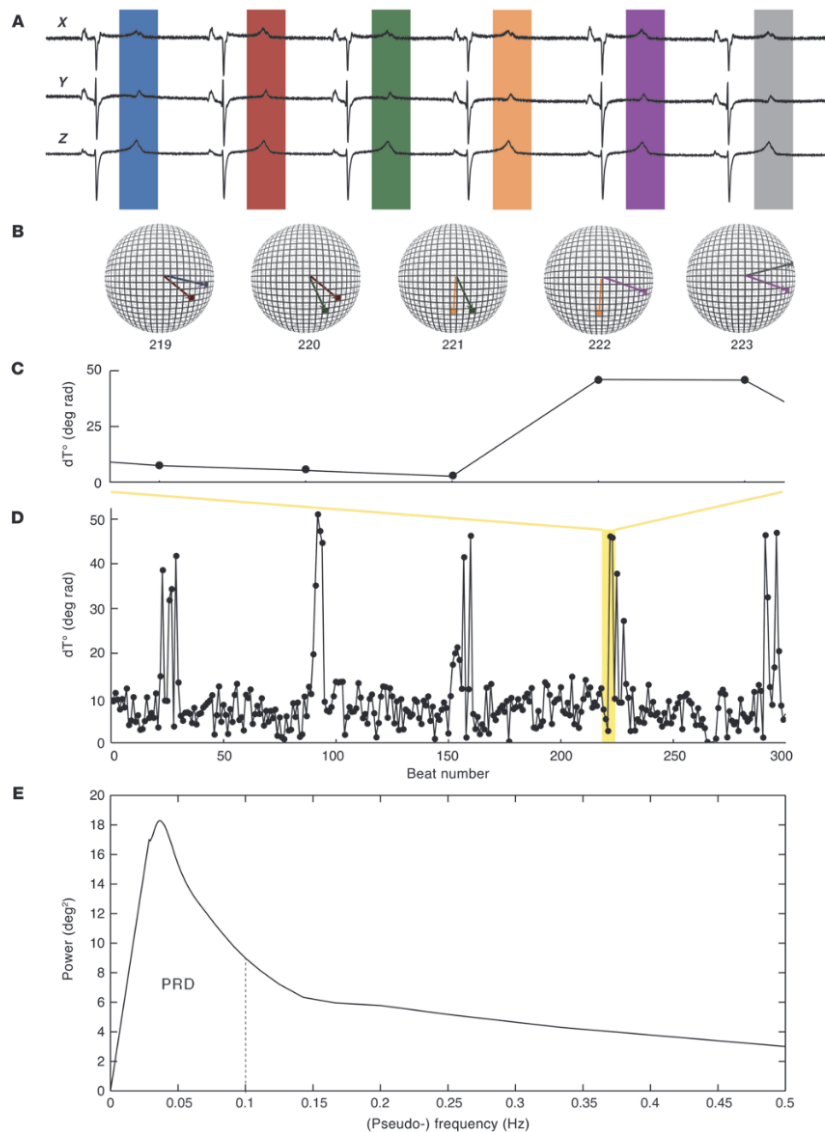 A
X
Y
Z
B
219 220 221 222 223
C
50
25
0
dT° (deg rad)
D
50
40
30
20
10
0
dT° (deg rad)
0 50 100 150 200 250 300
Beat number
E
20
18
16
14
12
10
8
6
4
2
0
Power (deg²)
PRD
0 0.05 0.1 0.15 0.2 0.25 0.3 0.35 0.4 0.45 0.5
(Pseudo-) frequency (Hz)